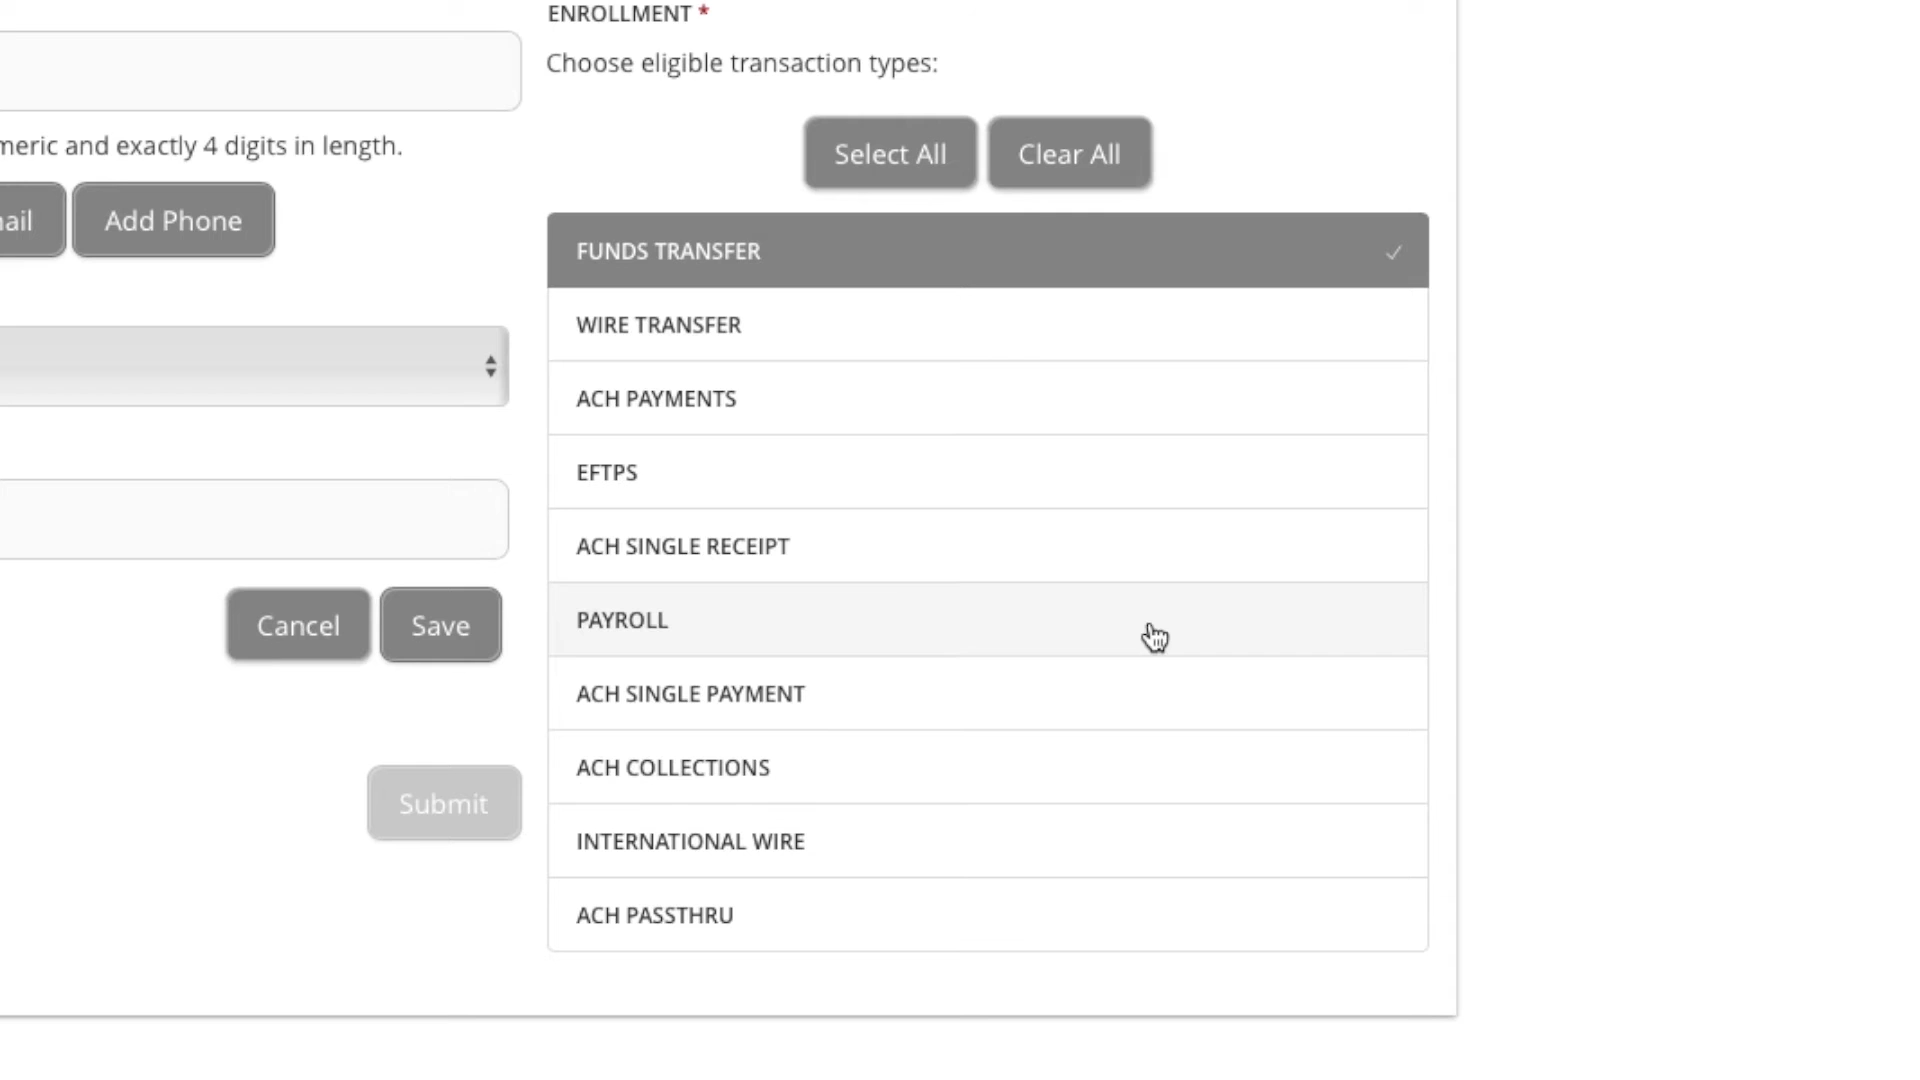 ENROLLMENT *
Choose eligible transaction types:
Select All
Clear All
meric and exactly 4 digits in length.
Add Phone
FUNDS TRANSFER
WIRE TRANSFER
ACH PAYMENTS
EFTPS
ACH SINGLE RECEIPT
PAYROLL
ACH SINGLE PAYMENT
ACH COLLECTIONS
INTERNATIONAL WIRE
ACH PASSTHRU
Cancel
Save
Submit